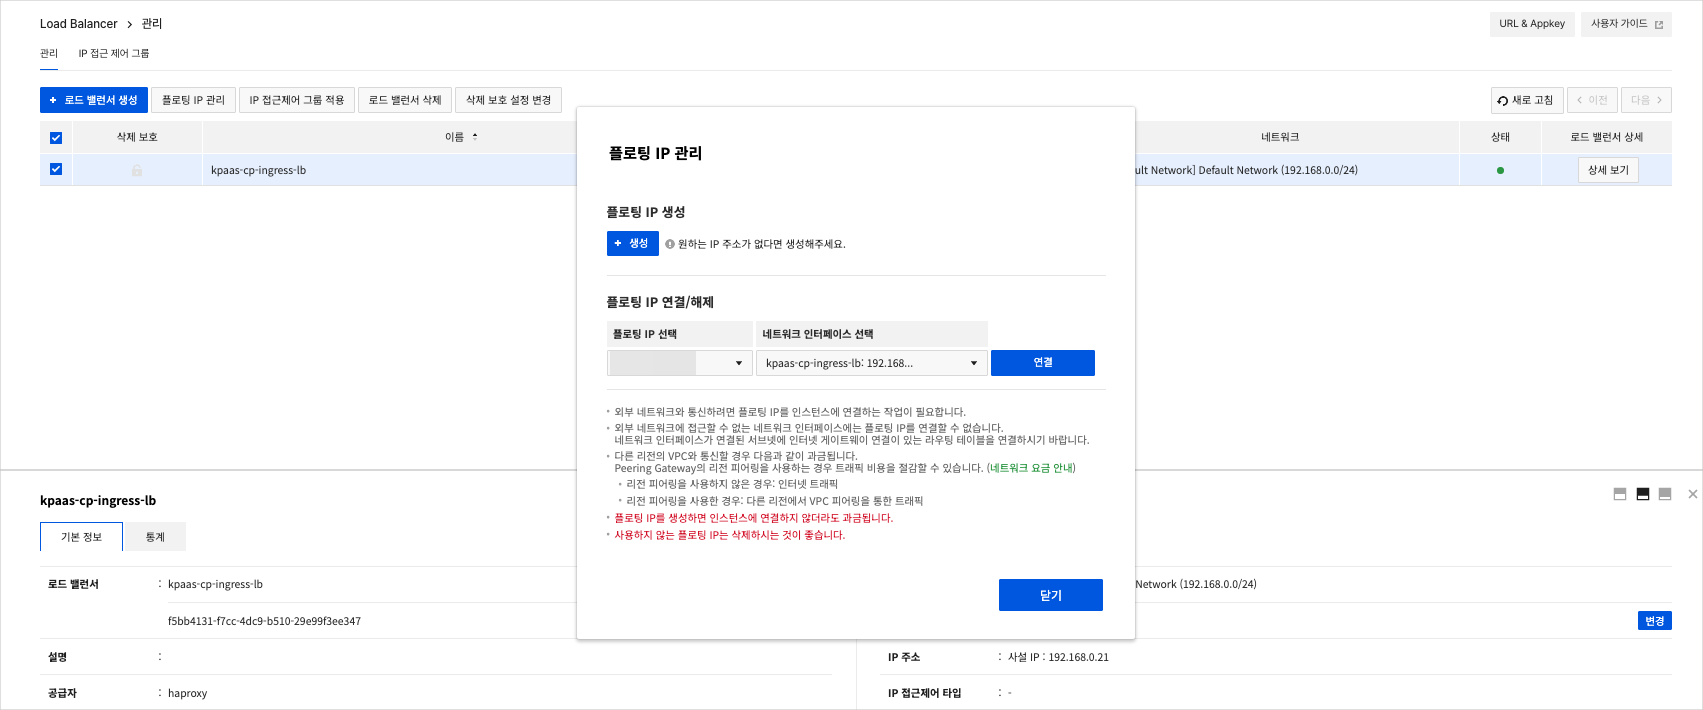 Load Balancer > 관리
URL & Appkey
사용자 가이드
관리
IP 접근 제어 그룹
+ 로드 밸런서 생성
플로팅 IP 관리
IP 접근제어 그룹 적용
로드 밸런서 삭제
삭제 보호 설정 변경
새로 고침
< 이전
다음 >
삭제 보호
이름
네트워크
상태
로드 밸런서 상세
kpaas-cp-ingress-lb
ult Network] Default Network (192.168.0.0/24)
상세 보기
플로팅 IP 관리
플로팅 IP 생성
+ 생성
원하는 IP 주소가 없다면 생성해주세요.
플로팅 IP 연결/해제
플로팅 IP 선택
네트워크 인터페이스 선택
kpaas-cp-ingress-lb: 192.168...
연결
• 외부 네트워크와 통신하려면 플로팅 IP를 인스턴스에 연결하는 작업이 필요합니다.
• 외부 네트워크에 접근할 수 없는 네트워크 인터페이스에는 플로팅 IP를 연결할 수 없습니다.
네트워크 인터페이스가 연결된 서브넷에 인터넷 게이트웨이 연결이 있는 라우팅 테이블을 연결하시기 바랍니다.
• 다른 리전의 VPC와 통신할 경우 다음과 같이 과금됩니다.
Peering Gateway의 리전 피어링을 사용하는 경우 트래픽 비용을 절감할 수 있습니다. (네트워크 요금 안내)
• 리전 피어링을 사용하지 않은 경우: 인터넷 트래픽
• 리전 피어링을 사용한 경우: 다른 리전에서 VPC 피어링을 통한 트래픽
• 플로팅 IP를 생성하면 인스턴스에 연결하지 않더라도 과금됩니다.
• 사용하지 않는 플로팅 IP는 삭제하시는 것이 좋습니다.
닫기
kpaas-cp-ingress-lb
기본 정보
통계
로드 밸런서 : kpaas-cp-ingress-lb
Network (192.168.0.0/24)
f5bb4131-f7cc-4dc9-b510-29e99f3ee347
변경
설명 :
IP 주소 : 사설 IP : 192.168.0.21
공급자 : haproxy
IP 접근제어 타입 : -